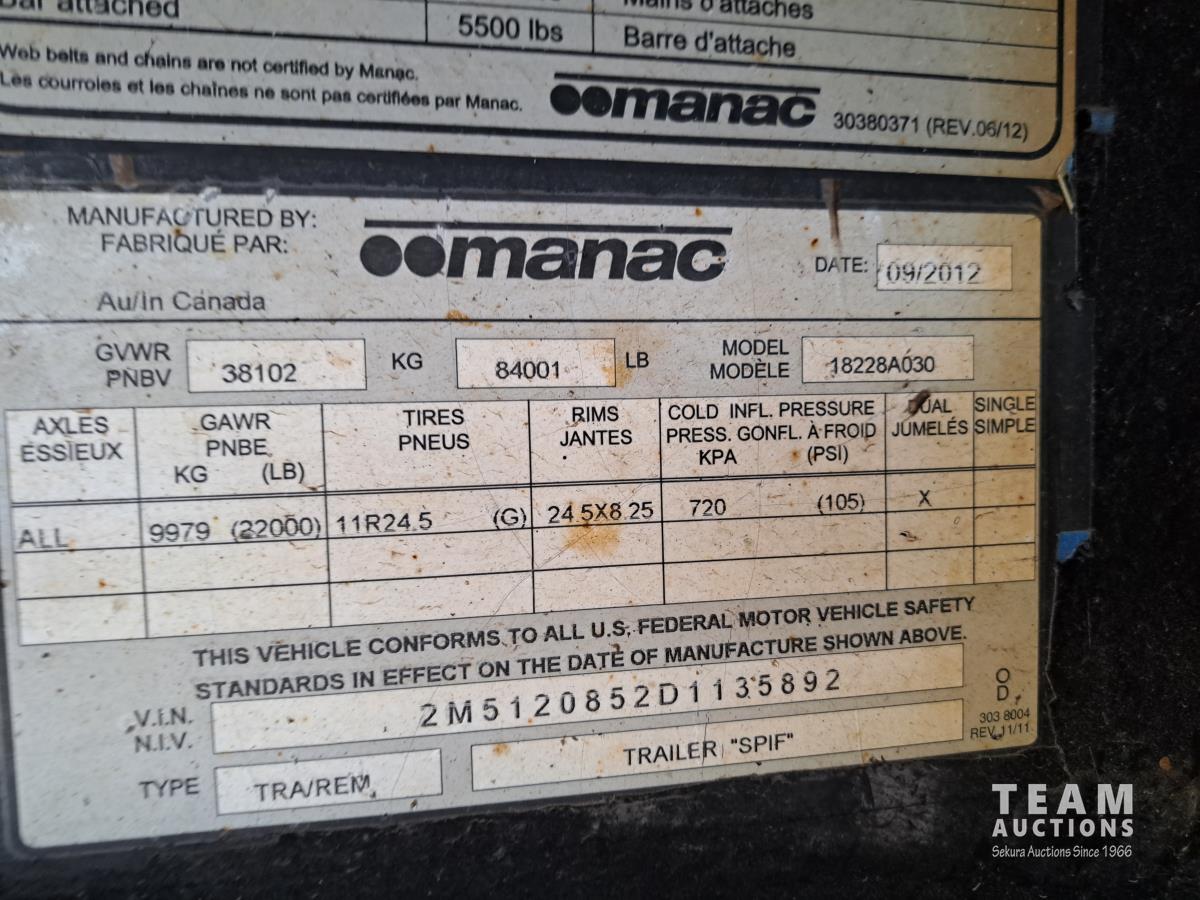 Bar attached
5500 lbs
Mains d'attaches
Barre d'attache
Web belts and chains are not certified by Manac.
Les courroies et les chaînes ne sont pas certifiées par Manac.
manac
30380371 (REV.06/12)
MANUFACTURED BY:
FABRIQUÉ PAR:
manac
DATE: 09/2012
Au/In Canada
GVWR
PNBV
38102 KG 84001 LB
MODEL
MODÈLE
18228A030
AXLES
ESSIEUX
GAWR
PNBE
KG (LB)
TIRES
PNEUS
RIMS
JANTES
COLD INFL. PRESSURE
PRESS. GONFL. À FROID
KPA (PSI)
DUAL
JUMELÉS
SINGLE
SIMPLE
ALL 9979 (22000) 11R24.5 (G) 24.5X8.25 720 (105) X
THIS VEHICLE CONFORMS TO ALL U.S. FEDERAL MOTOR VEHICLE SAFETY
STANDARDS IN EFFECT ON THE DATE OF MANUFACTURE SHOWN ABOVE.
V.I.N.
N.I.V.
2M5120852D1135892
O
D.
303 8004
REV.11/11
TYPE TRA/REM. TRAILER "SPIF"
TEAM
AUCTIONS
Sekura Auctions Since 1966